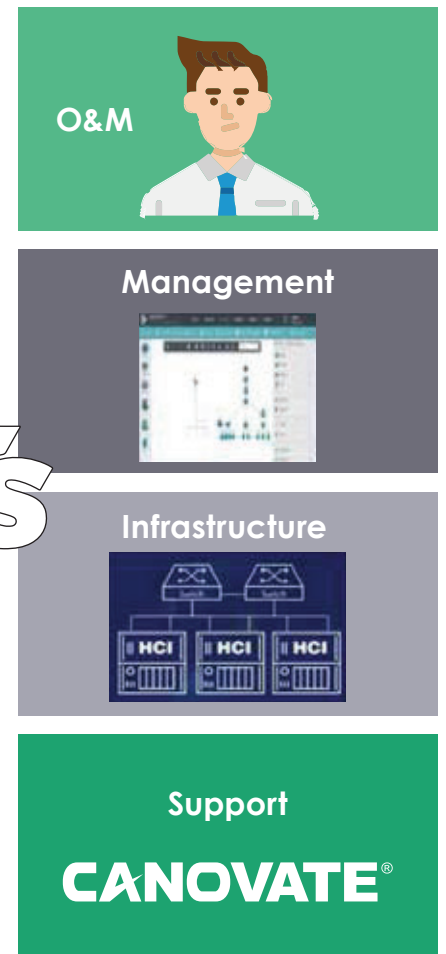 O&M
Management
's
Infrastructure
Switch
Switch
HCI
HCI
HCI
Support
CANOVATE®